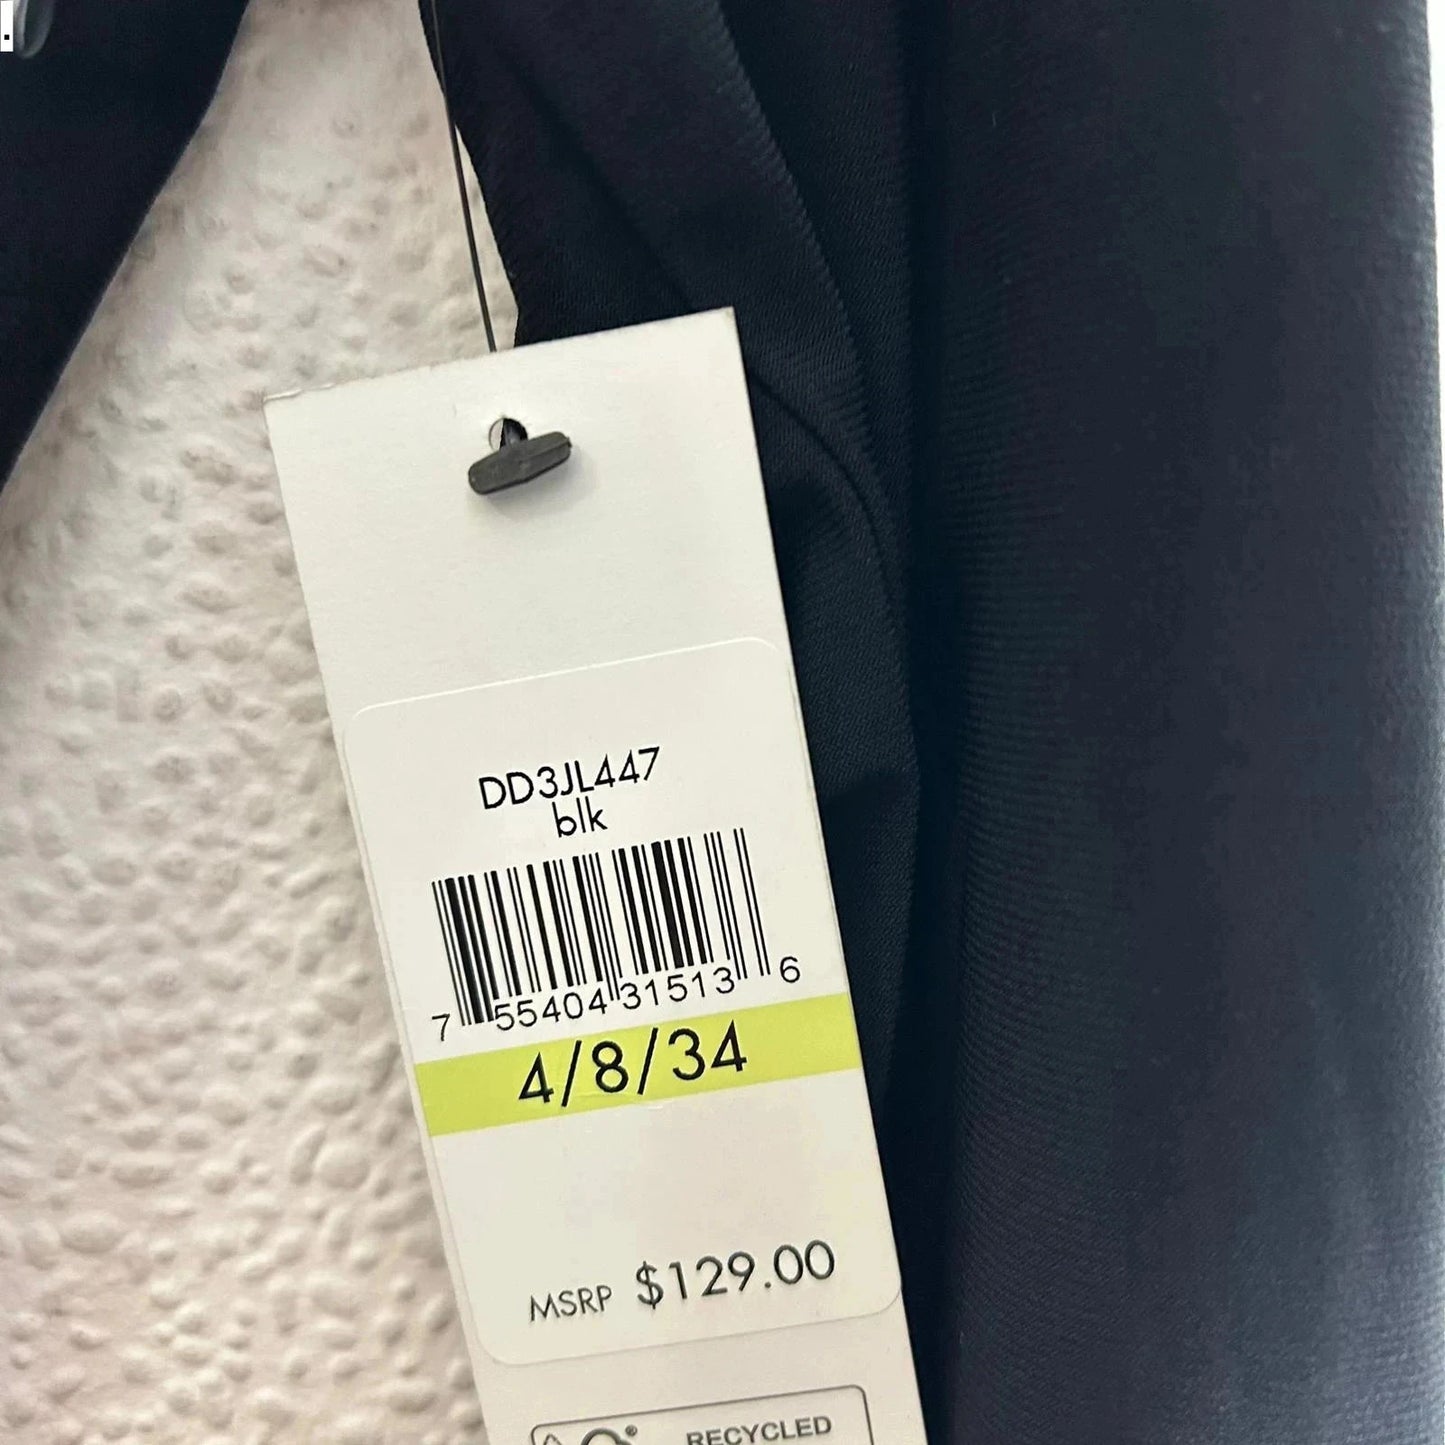 DD3JL447
blk
7 55404 31513 6
4/8/34
MSRP $129.00
RECYCLED